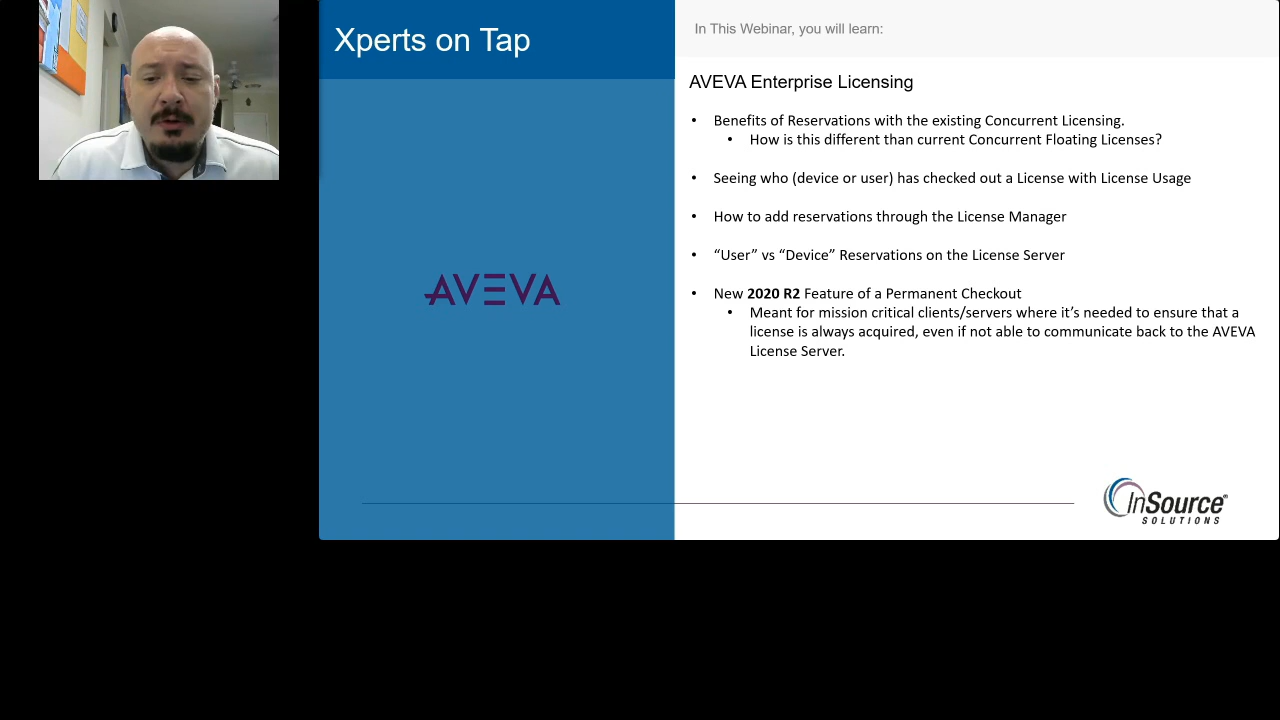 Xperts on Tap
In This Webinar, you will learn:
AVEVA Enterprise Licensing
• Benefits of Reservations with the existing Concurrent Licensing.
• How is this different than current Concurrent Floating Licenses?
• Seeing who (device or user) has checked out a License with License Usage
• How to add reservations through the License Manager
• “User” vs “Device” Reservations on the License Server
• New 2020 R2 Feature of a Permanent Checkout
• Meant for mission critical clients/servers where it’s needed to ensure that a
license is always acquired, even if not able to communicate back to the AVEVA
License Server.
AVEVA
InSource®
SOLUTIONS